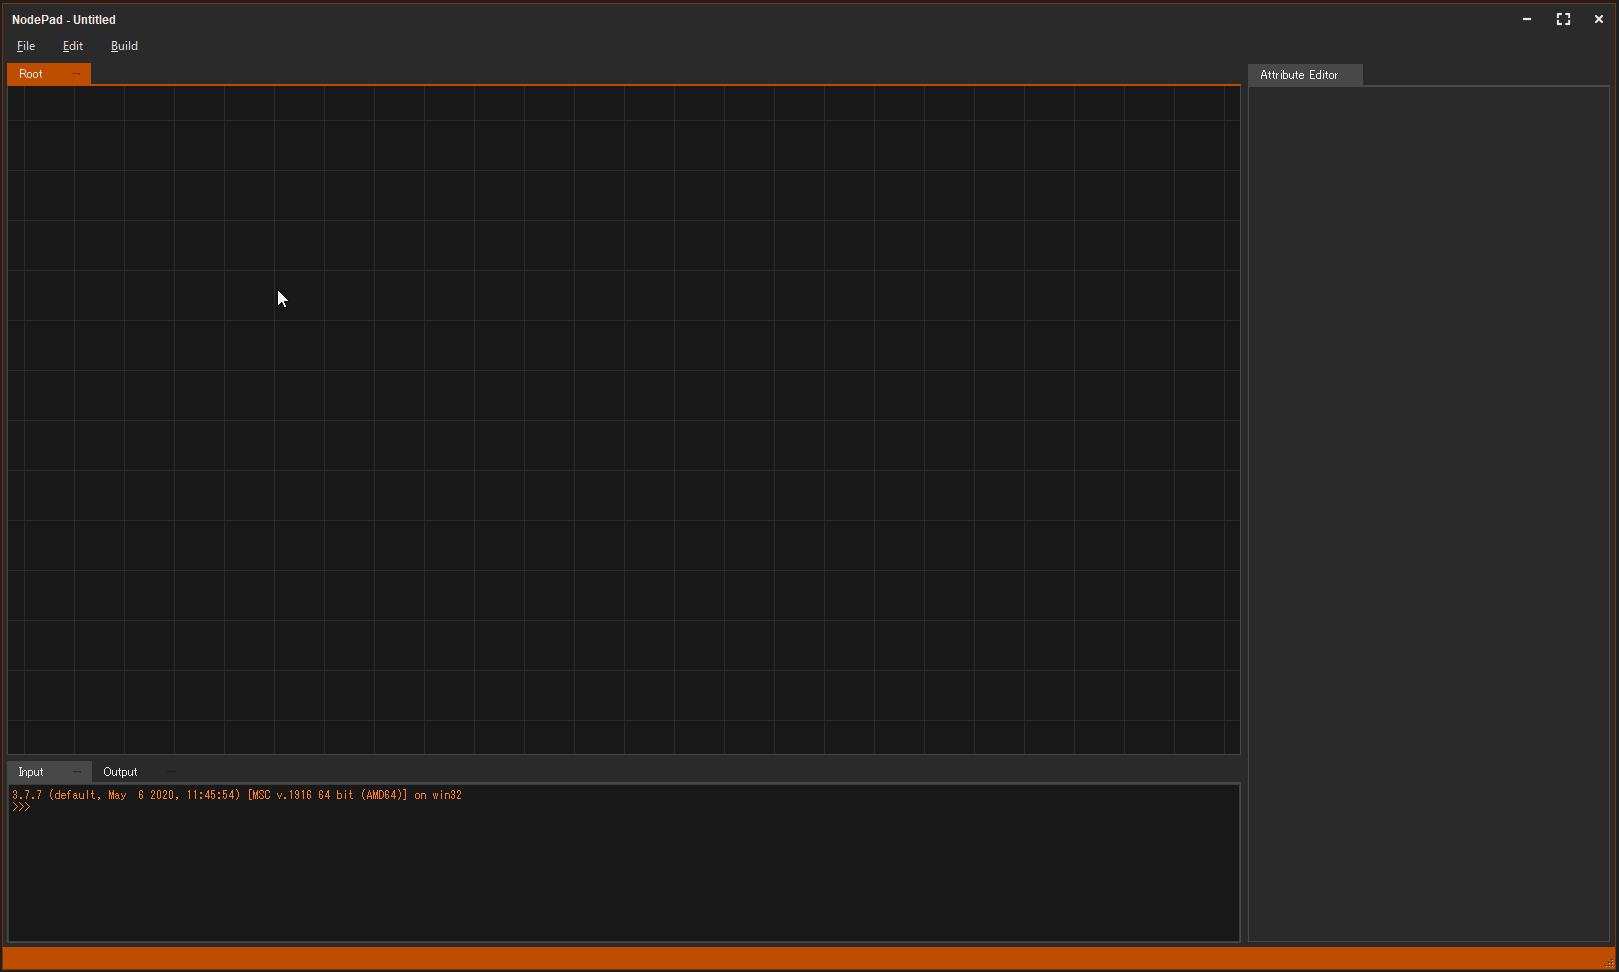 NodePad - Untitled
File Edit Build
Root
Attribute Editor
Input Output
3.7.7 (default, May  6 2020, 11:45:54) [MSC v.1916 64 bit (AMD64)] on win32
>>>